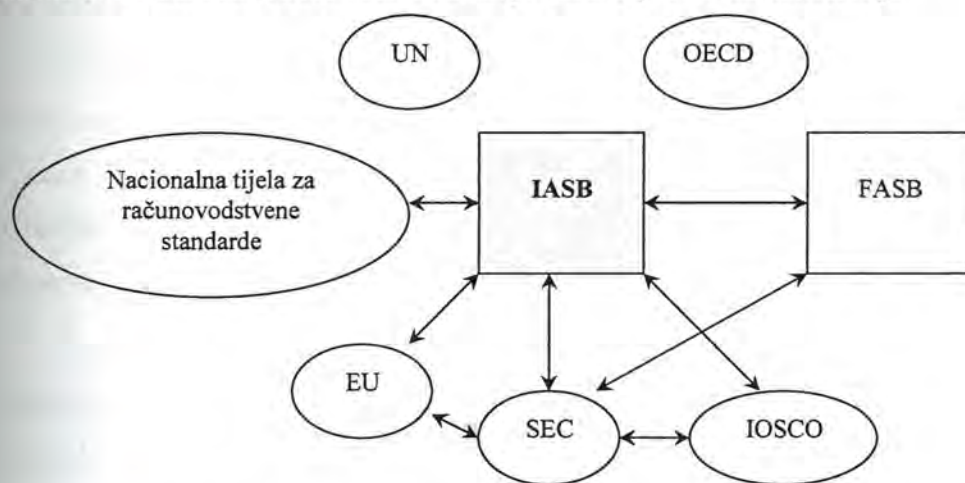 UN
OECD
Nacionalna tijela za
računovodstvene
standarde
IASB
FASB
EU
SEC
IOSCO